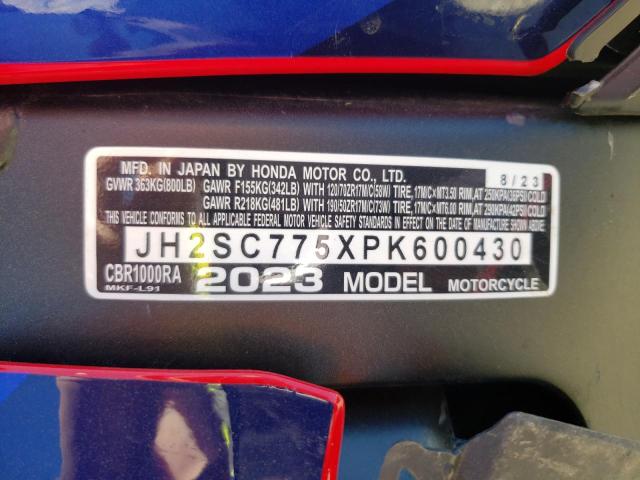 MFD. IN JAPAN BY HONDA MOTOR CO., LTD. 8/23
GVWR 363KG(800LB) GAWR F155KG(342LB) WITH 120/70ZR17M/C(58W) TIRE, 17M/C×MT3.50 RIM, AT 250KPA(36PSI)COLD
GAWR R218KG(481LB) WITH 190/50ZR17M/C(73W) TIRE, 17M/C×MT6.00 RIM, AT 290KPA(42PSI)COLD
THIS VEHICLE CONFORMS TO ALL APPLICABLE FEDERAL MOTOR VEHICLE SAFETY STANDARDS IN EFFECT ON THE DATE OF MANUFACTURE SHOWN ABOVE.
JH2SC775XPK600430
CBR1000RA 2023 MODEL MOTORCYCLE
MKF-L91